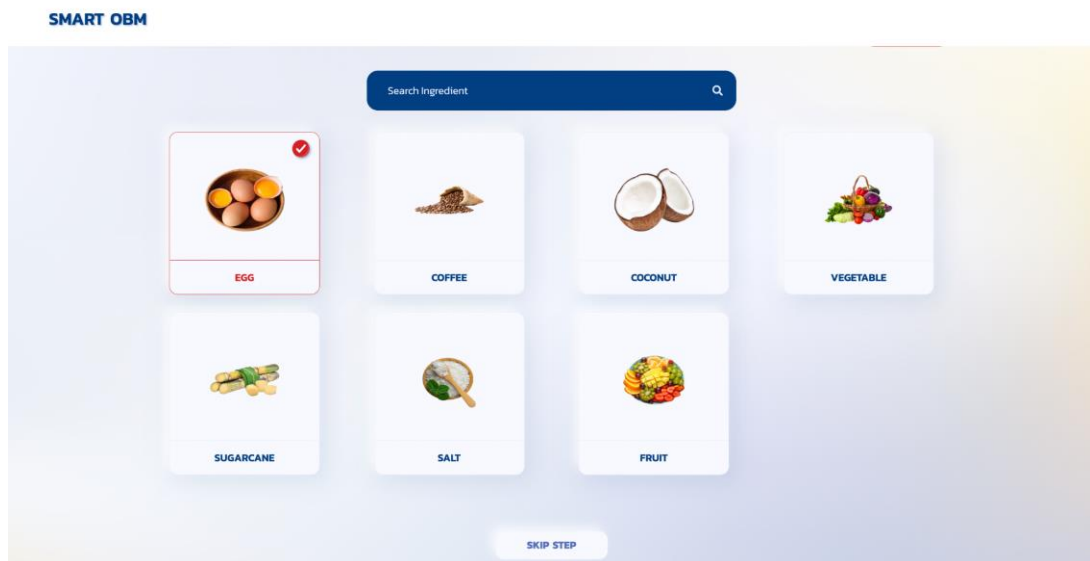 SMART OBM
Search Ingredient
EGG
COFFEE
COCONUT
VEGETABLE
SUGARCANE
SALT
FRUIT
SKIP STEP